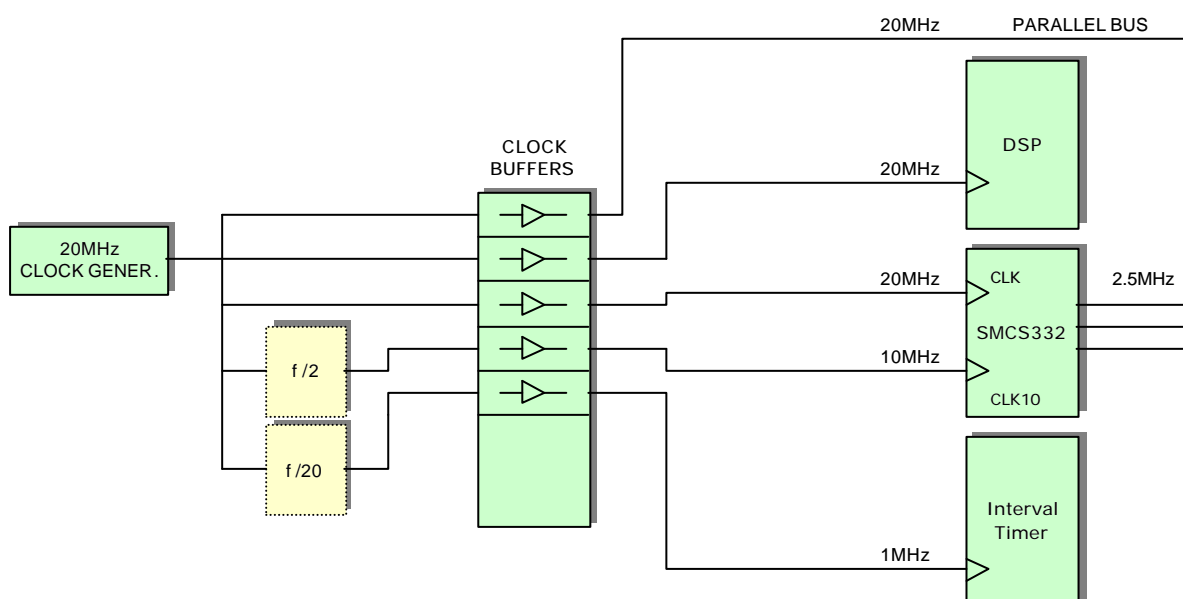 20MHz PARALLEL BUS
DSP
CLOCK
BUFFERS
20MHz
20MHz
CLOCK GENER.
20MHz
CLK
2.5MHz
SMCS332
f/2
10MHz
CLK10
f/20
Interval
Timer
1MHz